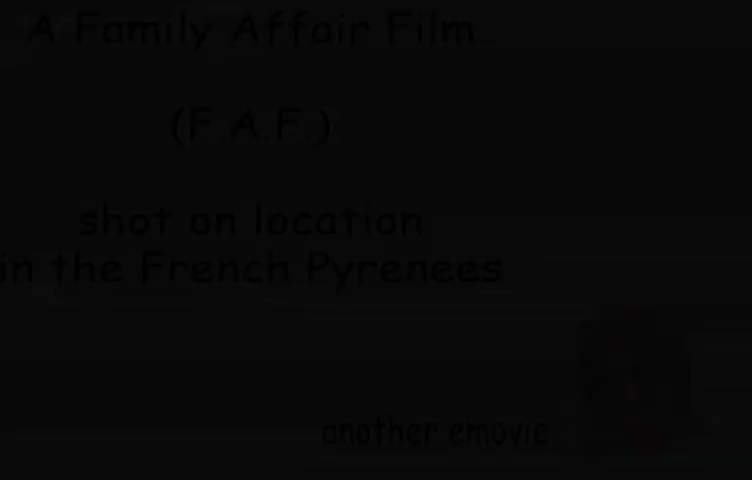 A Family Affair Film
(F.A.F.)
shot on location
in the French Pyrenees
another emovie